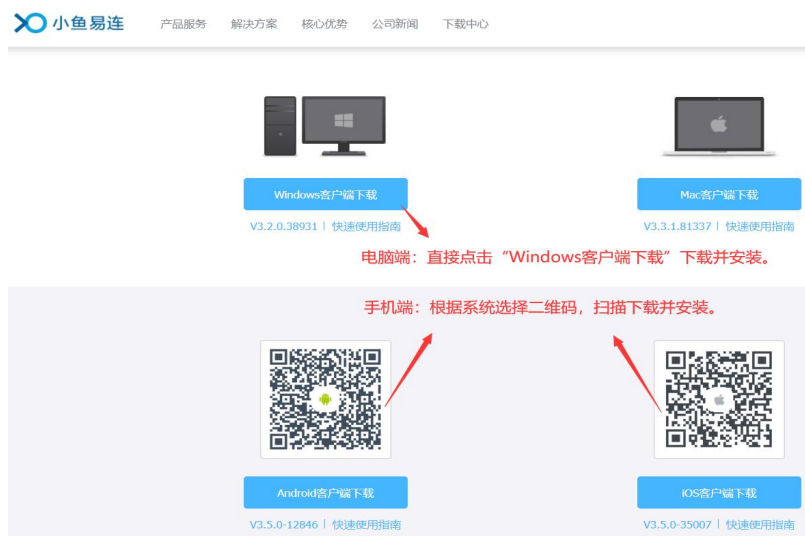 小鱼易连 产品服务 解决方案 核心优势 公司新闻 下载中心
Windows客户端下载 Mac客户端下载
V3.2.0.38931 | 快速使用指南 V3.3.1.81337 | 快速使用指南
电脑端：直接点击“Windows客户端下载”下载并安装。
手机端：根据系统选择二维码，扫描下载并安装。
Android客户端下载 iOS客户端下载
V3.5.0-12846 | 快速使用指南 V3.5.0-35007 | 快速使用指南